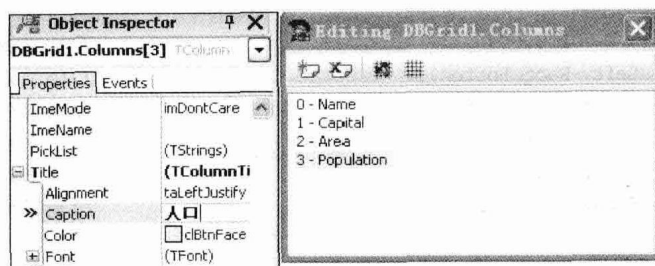 Object Inspector
DBGrid1.Columns[3] TColumn
Properties Events
ImeMode imDontCare
ImeName
PickList (TStrings)
Title (TColumnTi
Alignment taLeftJustify
Caption 人口
Color clBtnFace
Font (TFont)
Editing DBGrid1.Columns
0 - Name
1 - Capital
2 - Area
3 - Population